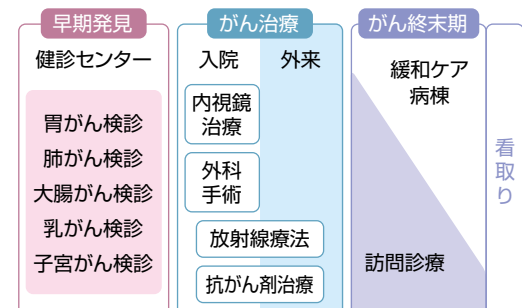 早期発見
健診センター
胃がん検診
肺がん検診
大腸がん検診
乳がん検診
子宮がん検診
がん治療
入院
外来
内視鏡
治療
外科
手術
放射線療法
抗がん剤治療
がん終末期
緩和ケア
病棟
訪問診療
看取り